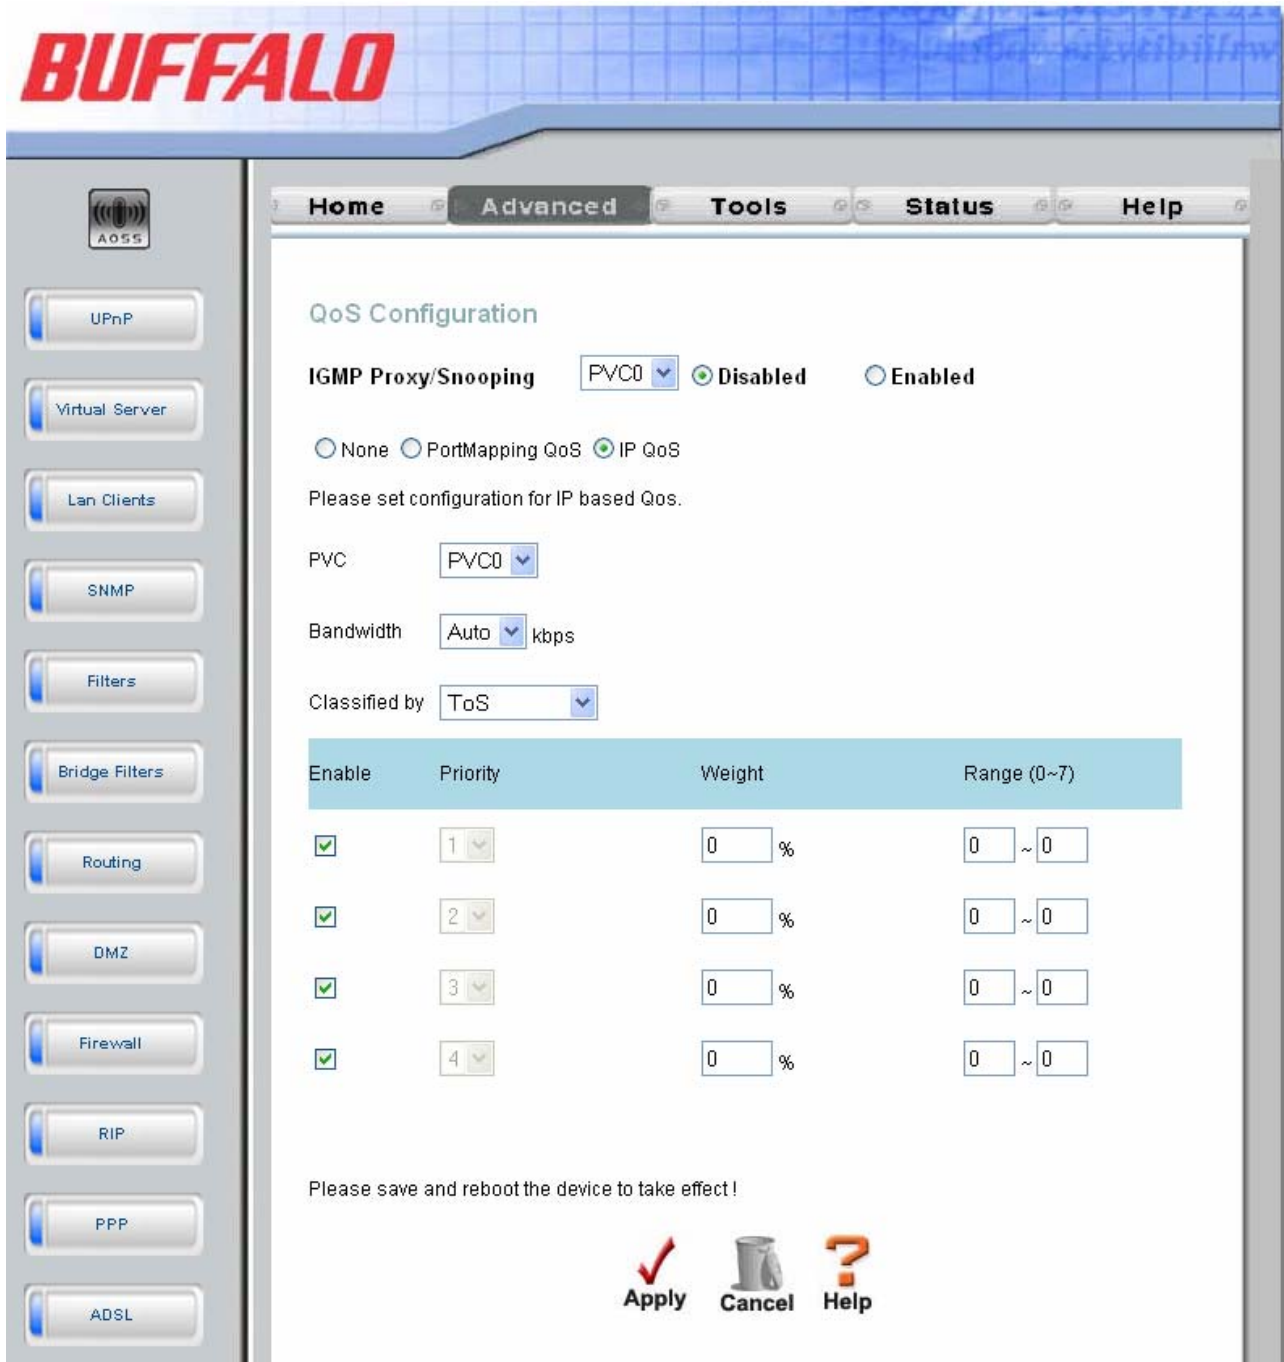 BUFFALO
AOSS
Home Advanced Tools Status Help
UPnP
Virtual Server
Lan Clients
SNMP
Filters
Bridge Filters
Routing
DMZ
Firewall
RIP
PPP
ADSL
QoS Configuration
IGMP Proxy/Snooping PVC0 Disabled Enabled
None PortMapping QoS IP QoS
Please set configuration for IP based Qos.
PVC PVC0
Bandwidth Auto kbps
Classified by ToS
Enable Priority Weight Range (0~7)
1 0 % 0 ~ 0
2 0 % 0 ~ 0
3 0 % 0 ~ 0
4 0 % 0 ~ 0
Please save and reboot the device to take effect !
Apply Cancel Help